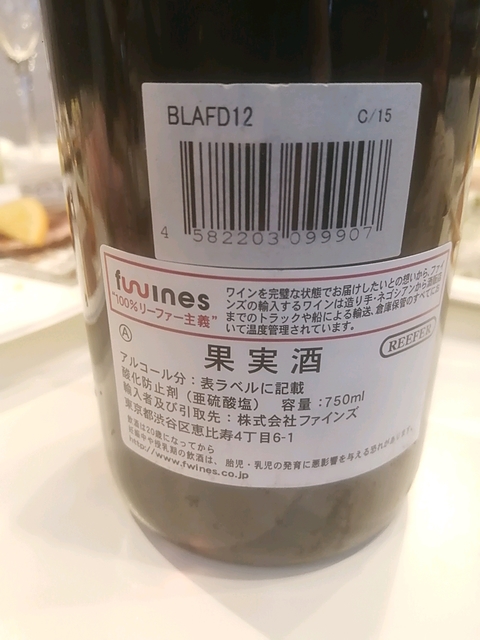 BLAFD12 C/15
4 582203 099907
fwines
"100%リーファー主義"
ワインを完璧な状態でお届けしたいとの想いから、ファイ
ンズの輸入するワインは造り手・ネゴシアンから酒販店
までのトラックや船による輸送、倉庫保管のすべてにお
いて温度管理されています。
A
REEFER
果実酒
アルコール分：表ラベルに記載
酸化防止剤（亜硫酸塩） 容量：750ml
輸入者及び引取先：株式会社ファインズ
東京都渋谷区恵比寿4丁目6-1
飲酒は20歳になってから
妊娠中や授乳期の飲酒は、胎児・乳児の発育に悪影響を与える恐れがあります。
http://www.fwines.co.jp